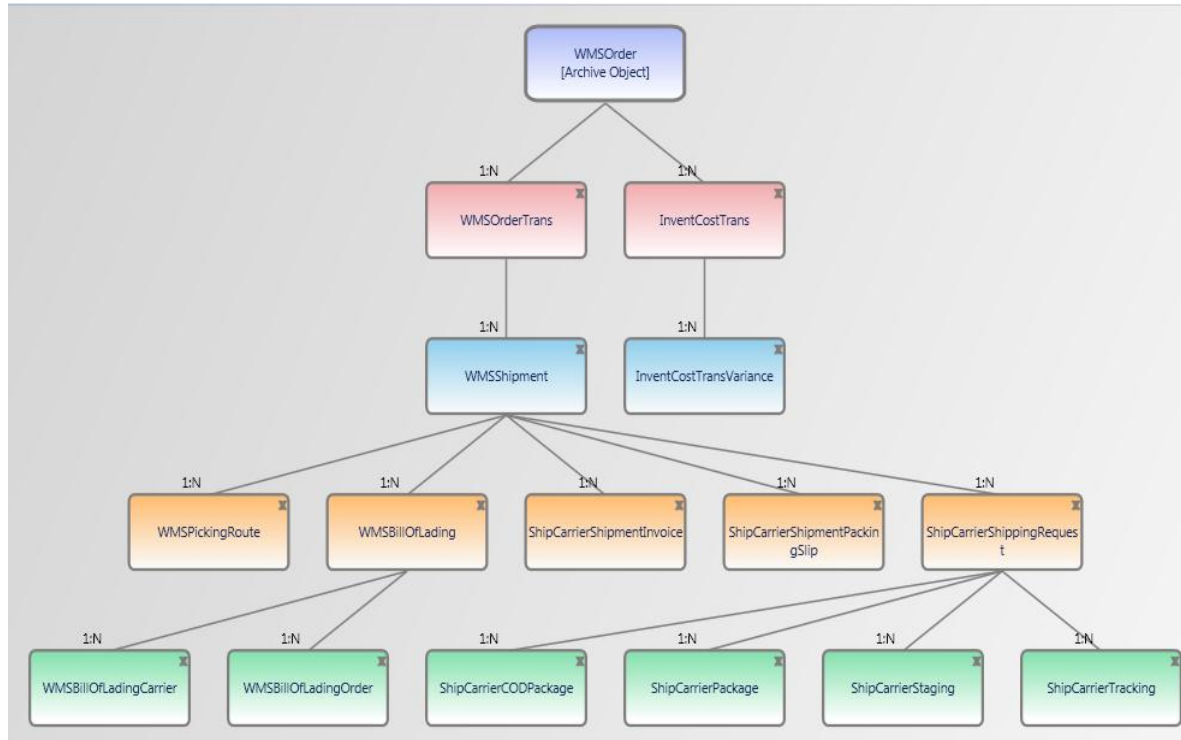 WMSOrder
[Archive Object]
1:N
1:N
X
X
WMSOrderTrans
InventCostTrans
1:N
1:N
X
X
WMSShipment
InventCostTransVariance
1:N
1:N
1:N
1:N
1:N
X
X
X
X
X
WMSPickingRoute
WMSBillOfLading
ShipCarrierShipmentInvoice
ShipCarrierShipmentPackin
gSlip
ShipCarrierShippingReques
t
1:N
1:N
1:N
1:N
1:N
1:N
X
X
X
X
X
X
WMSBillOfLadingCarrier
WMSBillOfLadingOrder
ShipCarrierCODPackage
ShipCarrierPackage
ShipCarrierStaging
ShipCarrierTracking